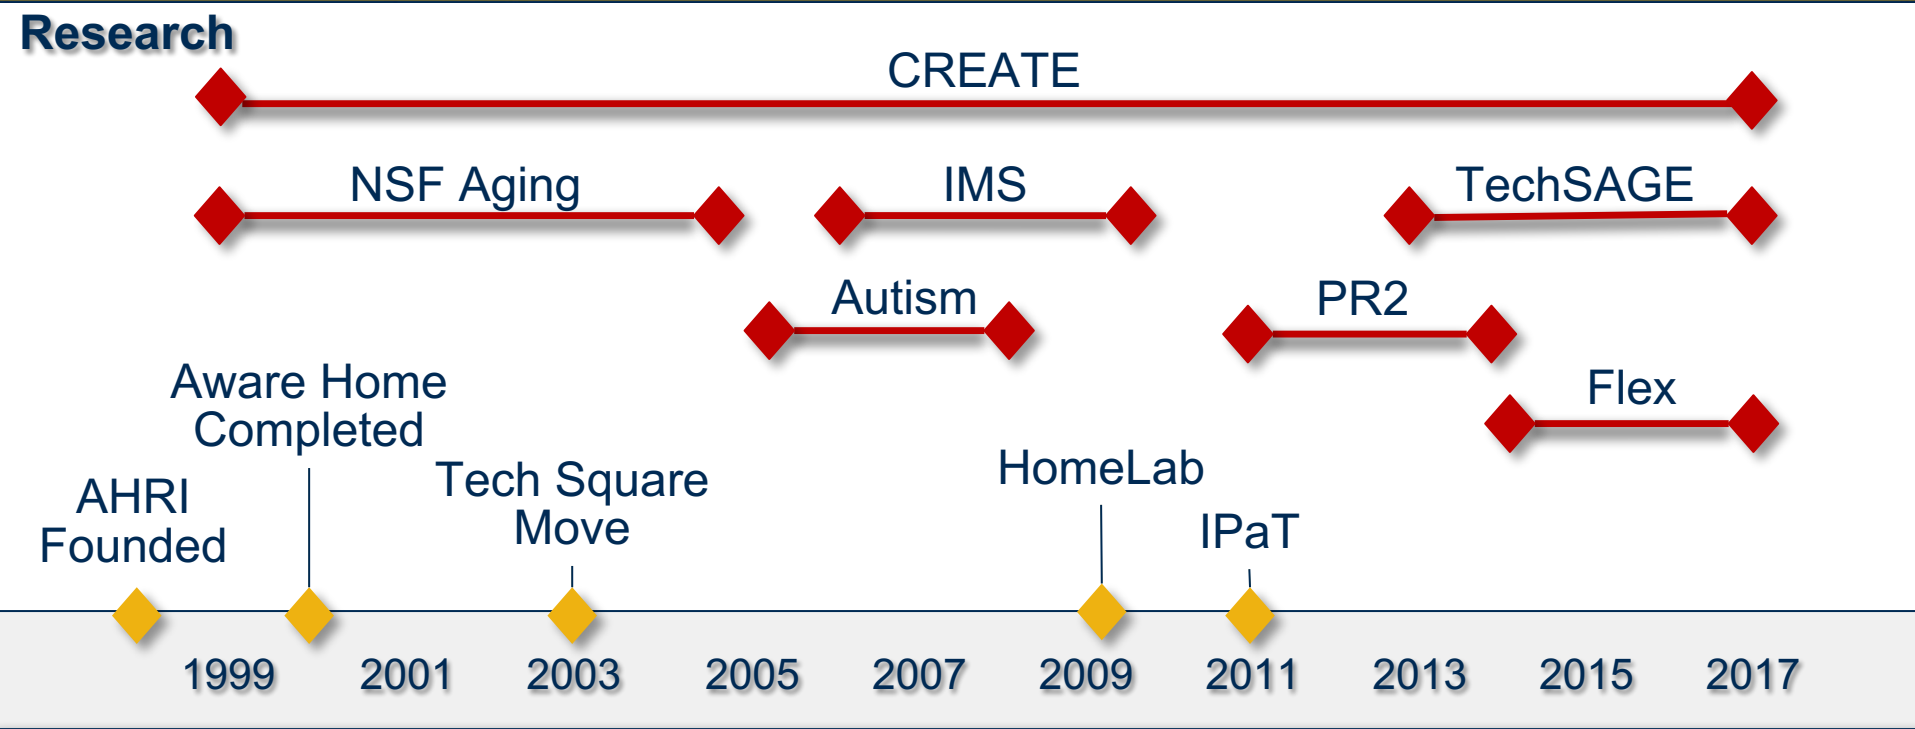 Research
CREATE
NSF Aging
IMS
TechSAGE
Autism
PR2
Aware Home
Completed
Flex
AHRI
Founded
Tech Square
Move
HomeLab
IPaT
1999 2001 2003 2005 2007 2009 2011 2013 2015 2017